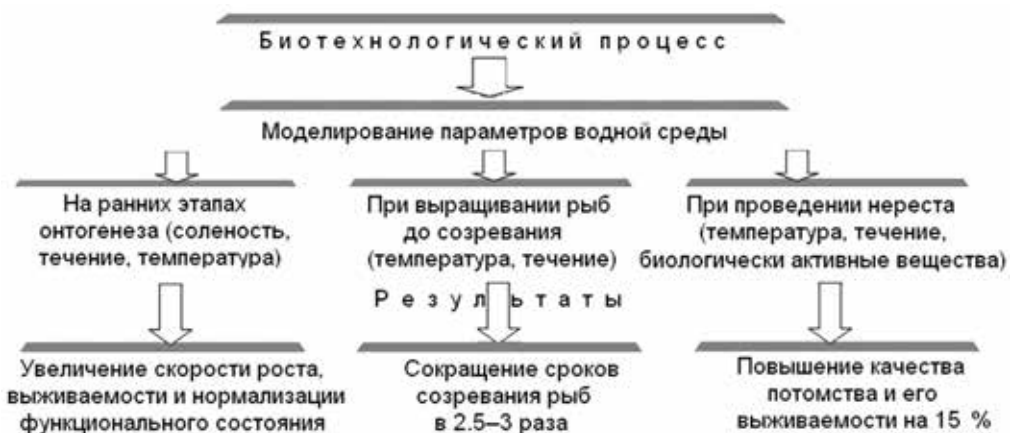 Биотехнологический процесс
Моделирование параметров водной среды
На ранних этапах
онтогенеза (соленость,
течение, температура)
При выращивании рыб
до созревания
(температура, течение)
При проведении нереста
(температура, течение,
биологически активные вещества)
Результаты
Увеличение скорости роста,
выживаемости и нормализации
функционального состояния
Сокращение сроков
созревания рыб
в 2.5–3 раза
Повышение качества
потомства и его
выживаемости на 15 %